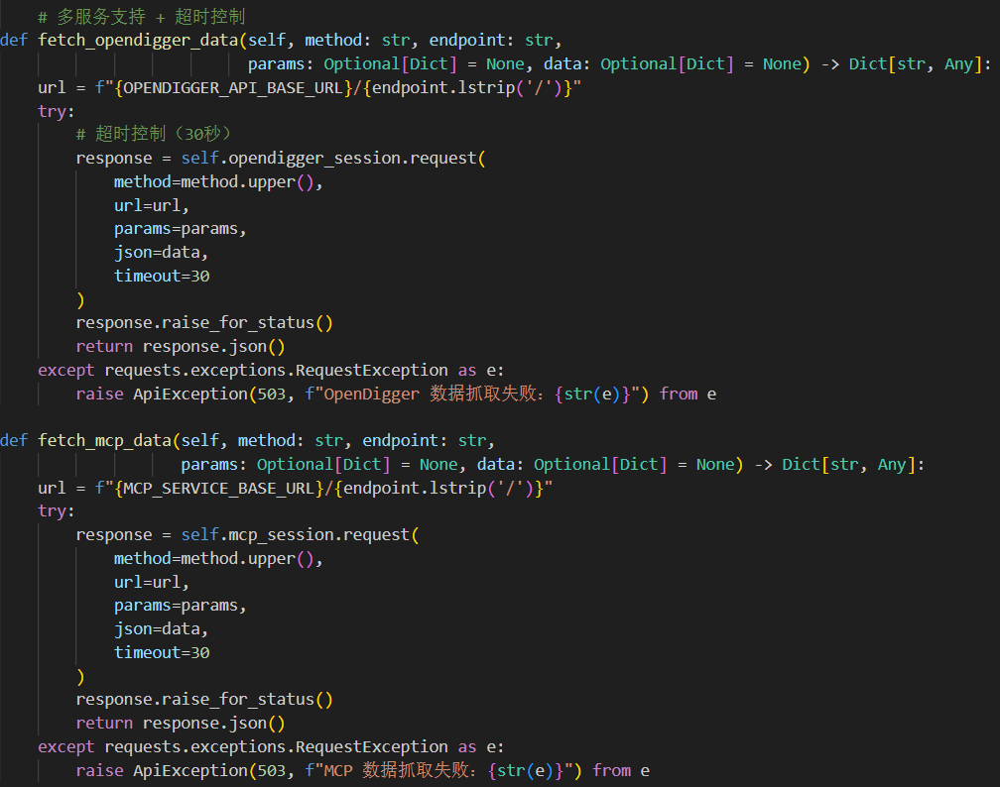 # 多服务支持 + 超时控制
def fetch_opendigger_data(self, method: str, endpoint: str,
                          params: Optional[Dict] = None, data: Optional[Dict] = None) -> Dict[str, Any]:
    url = f"{OPENDIGGER_API_BASE_URL}/{endpoint.lstrip('/')}"
    try:
        # 超时控制（30秒）
        response = self.opendigger_session.request(
            method=method.upper(),
            url=url,
            params=params,
            json=data,
            timeout=30
        )
        response.raise_for_status()
        return response.json()
    except requests.exceptions.RequestException as e:
        raise ApiException(503, f"OpenDigger 数据抓取失败：{str(e)}") from e

def fetch_mcp_data(self, method: str, endpoint: str,
                   params: Optional[Dict] = None, data: Optional[Dict] = None) -> Dict[str, Any]:
    url = f"{MCP_SERVICE_BASE_URL}/{endpoint.lstrip('/')}"
    try:
        response = self.mcp_session.request(
            method=method.upper(),
            url=url,
            params=params,
            json=data,
            timeout=30
        )
        response.raise_for_status()
        return response.json()
    except requests.exceptions.RequestException as e:
        raise ApiException(503, f"MCP 数据抓取失败：{str(e)}") from e